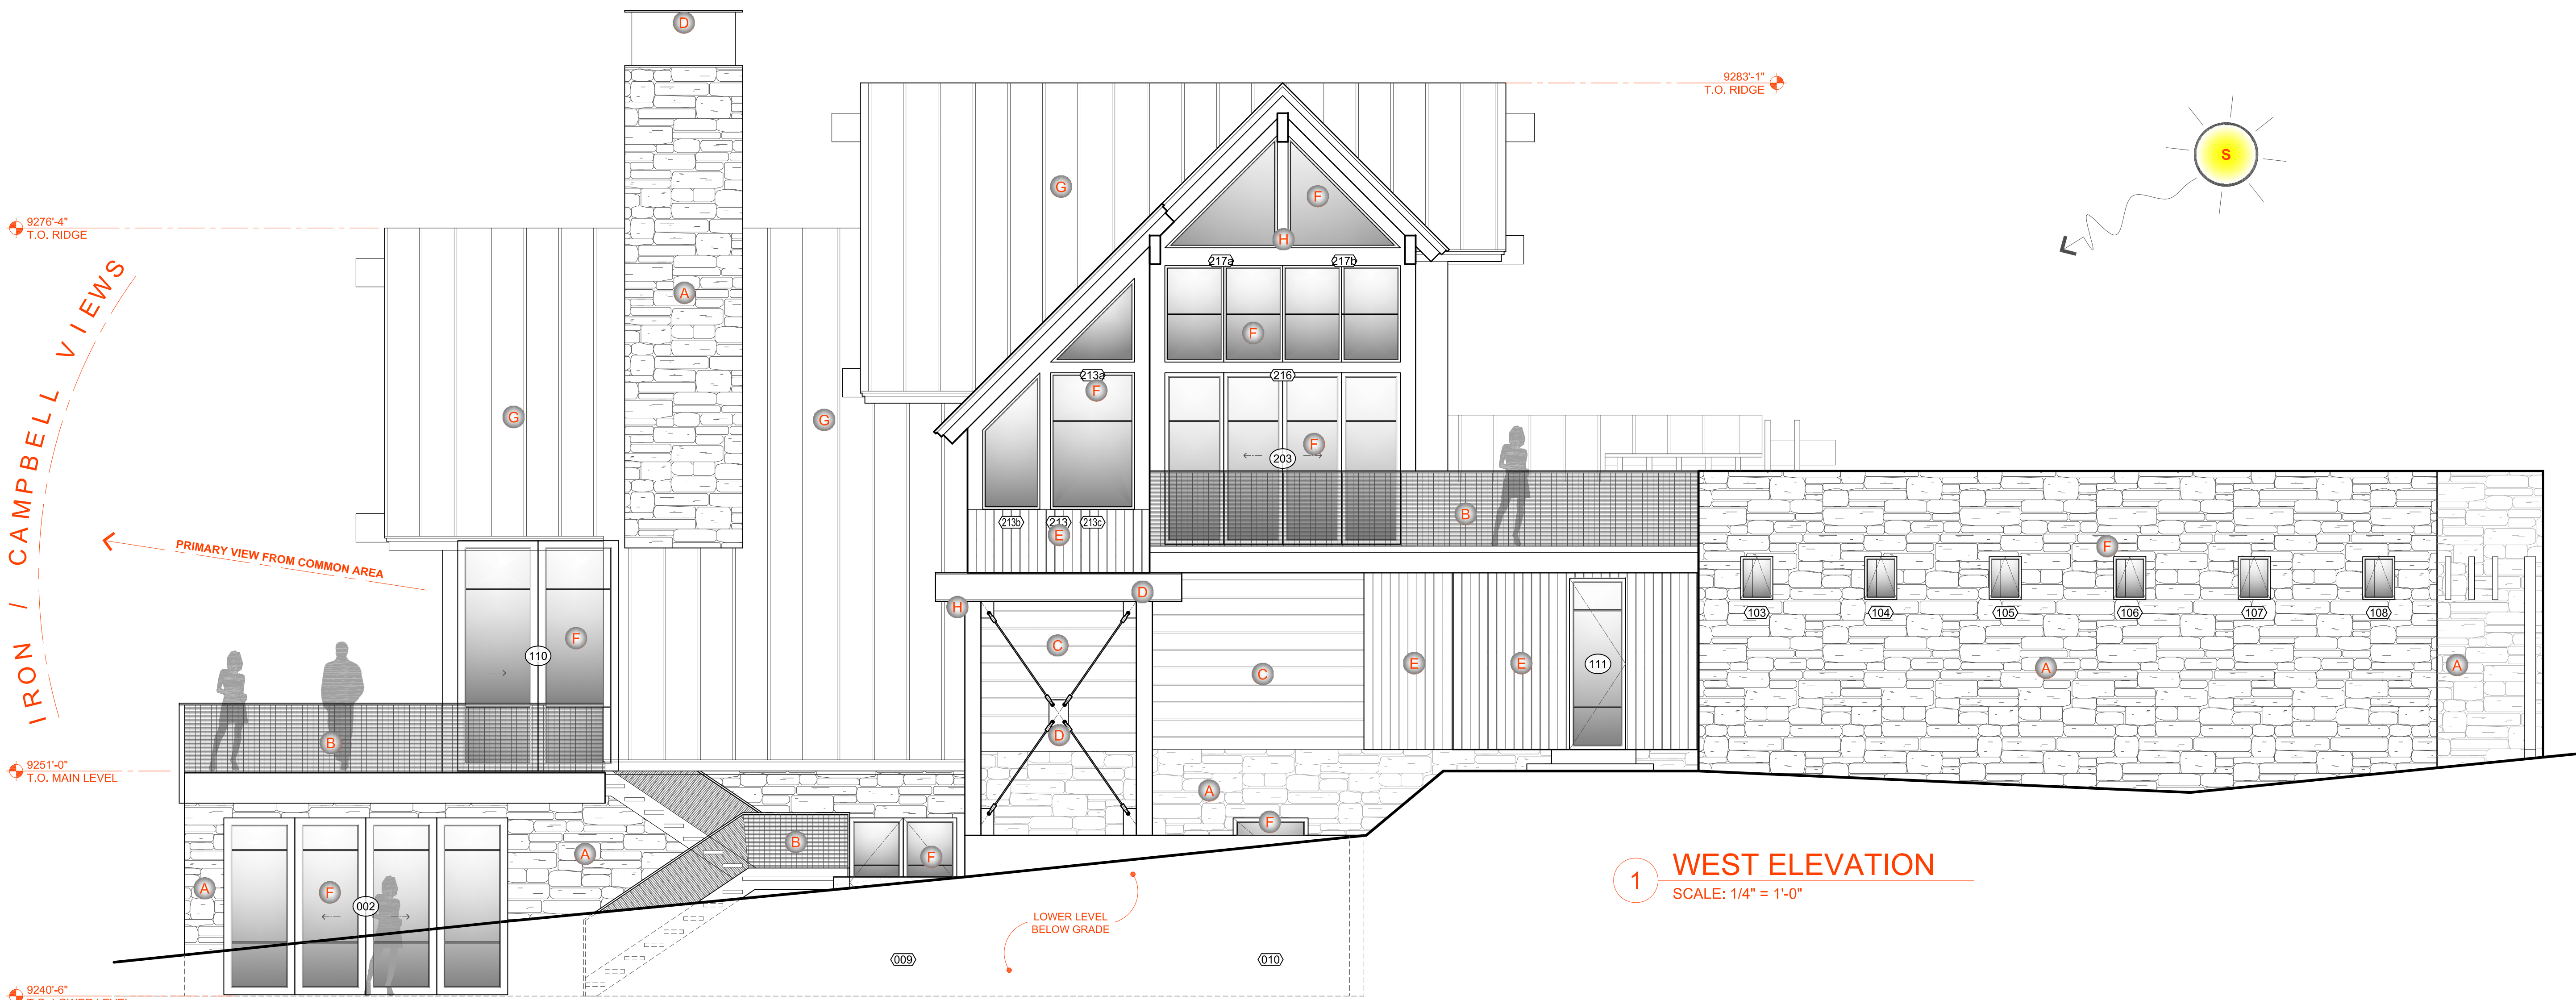 D
9283'-1"
T.O. RIDGE
S
G
F
9276'-4"
T.O. RIDGE
H
217a
217b
IRON / CAMPBELL VIEWS
A
F
213a
216
F
G
G
F
203
B
213b
213
213c
E
F
PRIMARY VIEW FROM COMMON AREA
D
H
103
104
105
106
107
108
110
F
C
C
E
E
111
A
A
B
D
9251'-0"
T.O. MAIN LEVEL
A
F
B
A
F
1
WEST ELEVATION
SCALE: 1/4" = 1'-0"
A
F
002
LOWER LEVEL
BELOW GRADE
009
010
9240'-6"
T.O. LOWER LEVEL